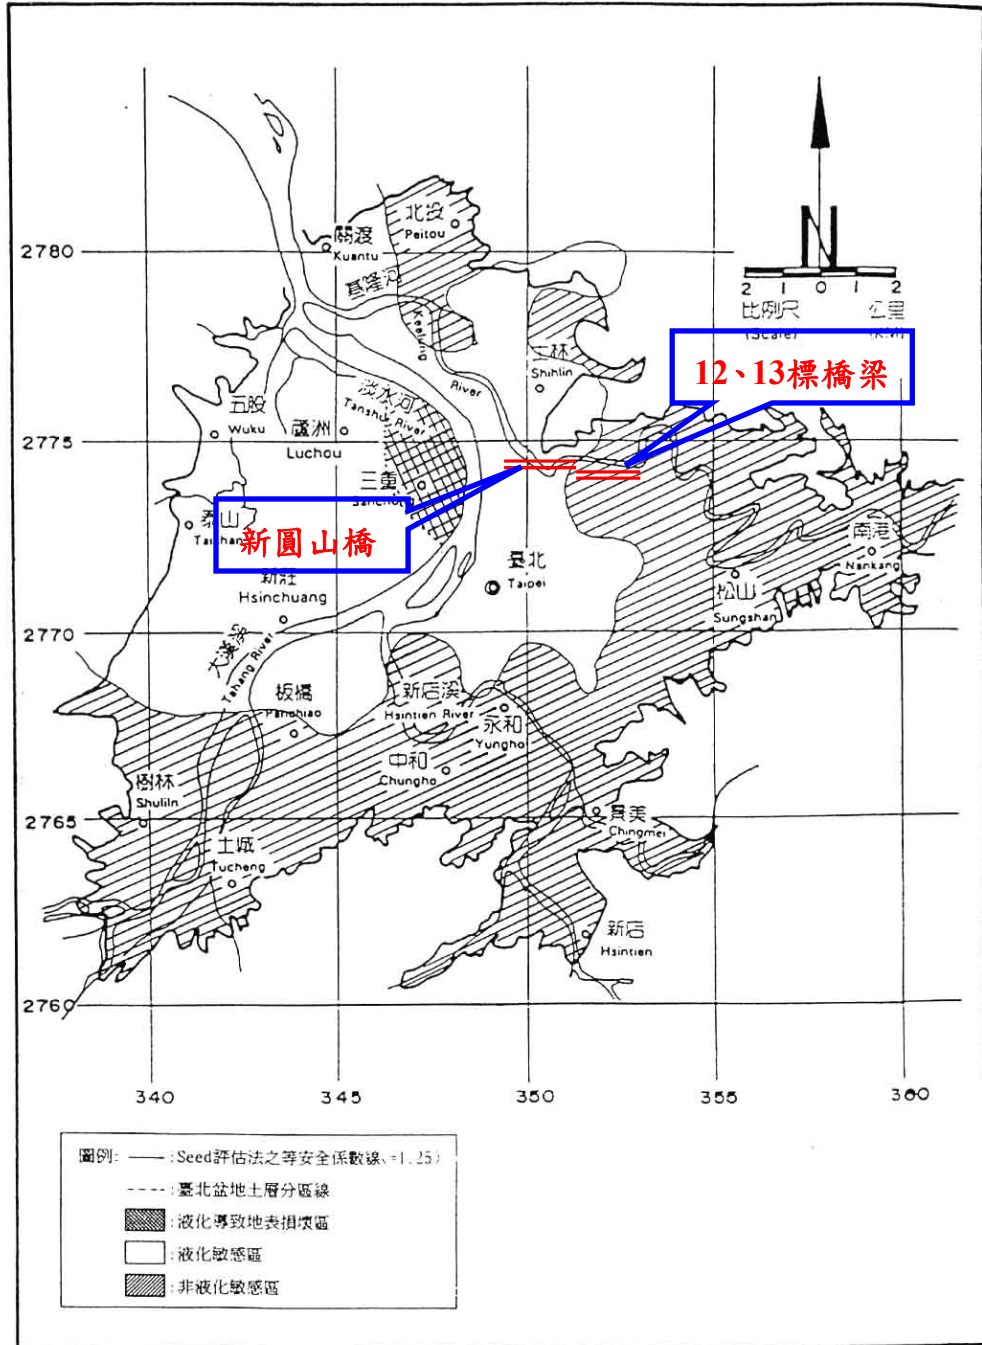 北投
Peitou
關渡
Kuantu
2780
基隆河
Keelung
River
2 1 0 1 2
比例尺 公里
(Scale) (KM)
士林
Shihlin
12、13標橋梁
五股
Wuku
蘆洲
Luchou
淡水河
Tanshui River
2775
三重
Sanchung
新圓山橋
泰山
Taishan
臺北
Taipei
南港
Nankang
松山
Sungshan
新莊
Hsinchuang
2770
大漢溪
Tahang River
板橋
Panchiao
新店溪
Hsintien River
永和
Yungho
中和
Chungho
樹林
Shuliln
2765
景美
Chingmei
土城
Tucheng
新店
Hsintien
2760
340 345 350 355 360
圖例: —— :Seed評估法之等安全係數線(=1.25)
---- :臺北盆地土層分區線
:液化導致地表損壞區
:液化敏感區
:非液化敏感區